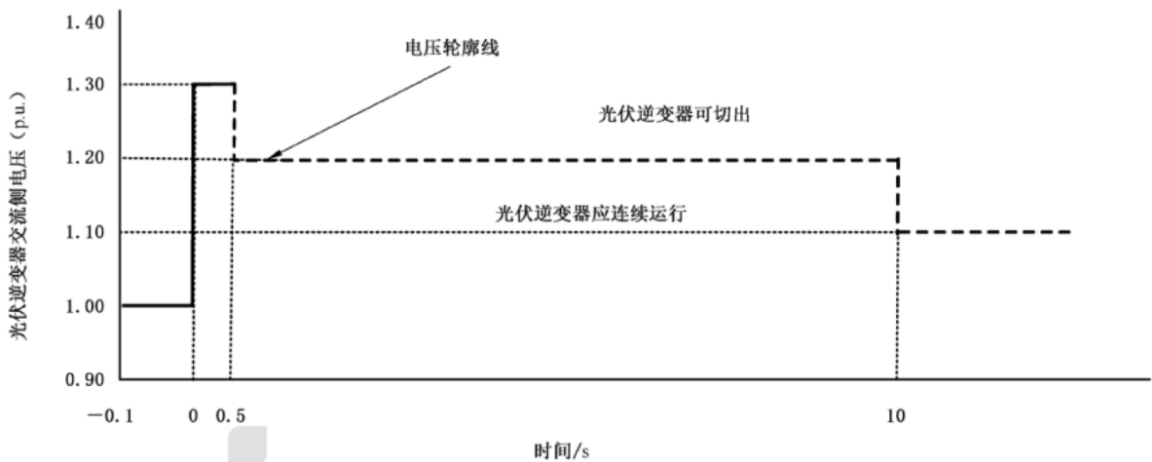 1.40
电压轮廓线
1.30
光伏逆变器可切出
1.20
光伏逆变器应连续运行
1.10
1.00
0.90
光伏逆变器交流侧电压（p.u.）
-0.1 0 0.5 10
时间/s